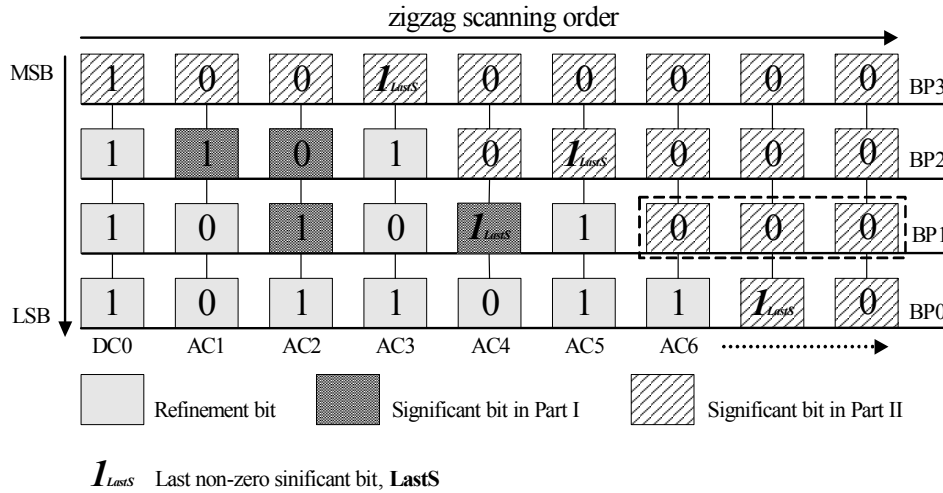 zigzag scanning order
MSB 1 0 0 1LastS 0 0 0 0 0 BP3
1 1 0 1 0 1LastS 0 0 0 BP2
1 0 1 0 1LastS 1 0 0 0 BP1
LSB 1 0 1 1 0 1 1 1LastS 0 BP0
DC0 AC1 AC2 AC3 AC4 AC5 AC6
Refinement bit Significant bit in Part I Significant bit in Part II
1LastS Last non-zero sinificant bit, LastS